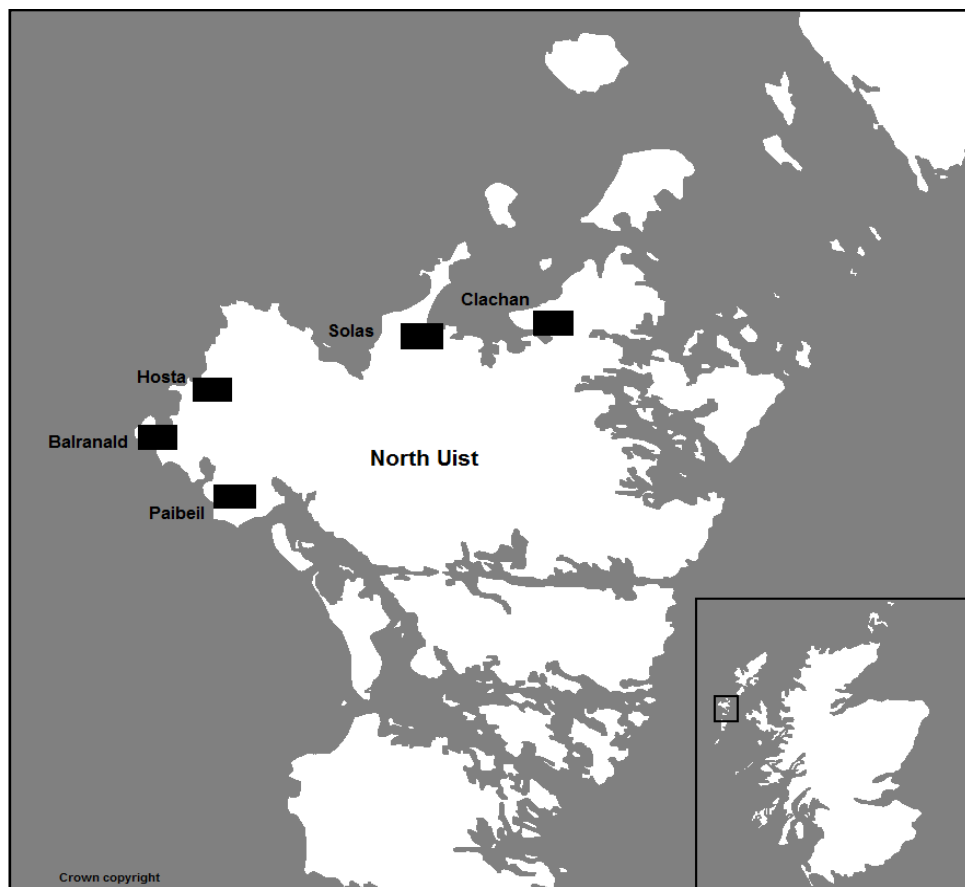 Clachan
Solas
Hosta
Balranald
North Uist
Paibeil
Crown copyright